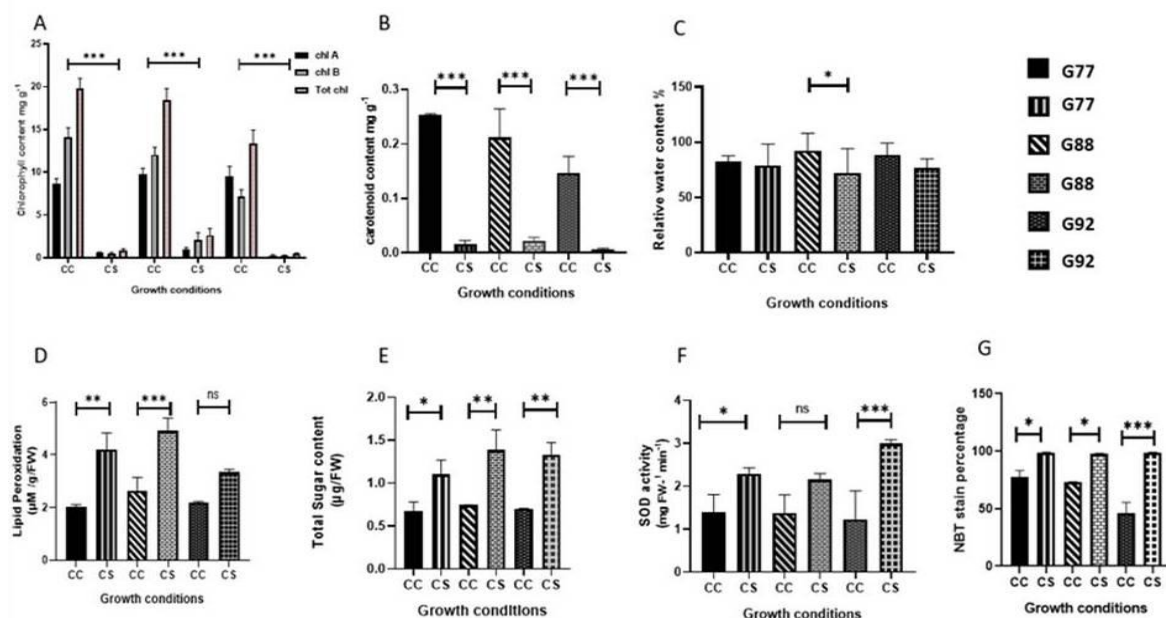 A
Chlorophyll content mg g⁻¹
25
20
15
10
5
0
***
***
***
chl A
chl B
Tot chl
CC
CS
CC
CS
CC
CS
Growth conditions
B
carotenoid content mg g⁻¹
0.3
0.2
0.1
0.0
***
***
***
CC
CS
CC
CS
CC
CS
Growth conditions
C
Relative water content %
150
100
50
0
*
CC
CS
CC
CS
CC
CS
Growth conditions
G77
G77
G88
G88
G92
G92
D
Lipid Peroxidation
(µM /g/FW)
6
4
2
0
**
***
ns
CC
CS
CC
CS
CC
CS
Growth conditions
E
Total Sugar content
(µg/FW)
2.0
1.5
1.0
0.5
0.0
*
**
**
CC
CS
CC
CS
CC
CS
Growth condItIons
F
SOD activity
(mg FW⁻¹ min⁻¹)
4
3
2
1
0
*
ns
***
CC
CS
CC
CS
CC
CS
Growth conditions
G
NBT stain percentage
150
100
50
0
*
*
***
CC
CS
CC
CS
CC
CS
Growth conditions